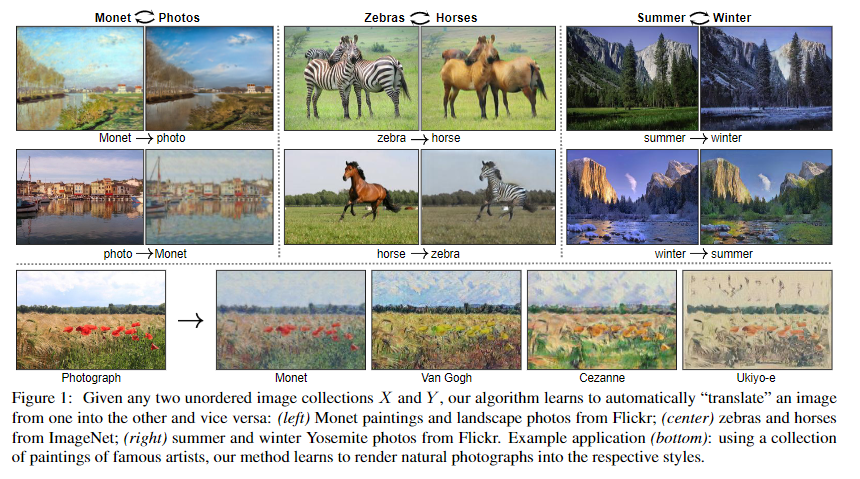 Monet Photos
Zebras Horses
Summer Winter
Monet → photo
zebra → horse
summer → winter
photo → Monet
horse → zebra
winter → summer
Photograph
Monet
Van Gogh
Cezanne
Ukiyo-e
Figure 1: Given any two unordered image collections X and Y, our algorithm learns to automatically “translate” an image
from one into the other and vice versa: (left) Monet paintings and landscape photos from Flickr; (center) zebras and horses
from ImageNet; (right) summer and winter Yosemite photos from Flickr. Example application (bottom): using a collection
of paintings of famous artists, our method learns to render natural photographs into the respective styles.